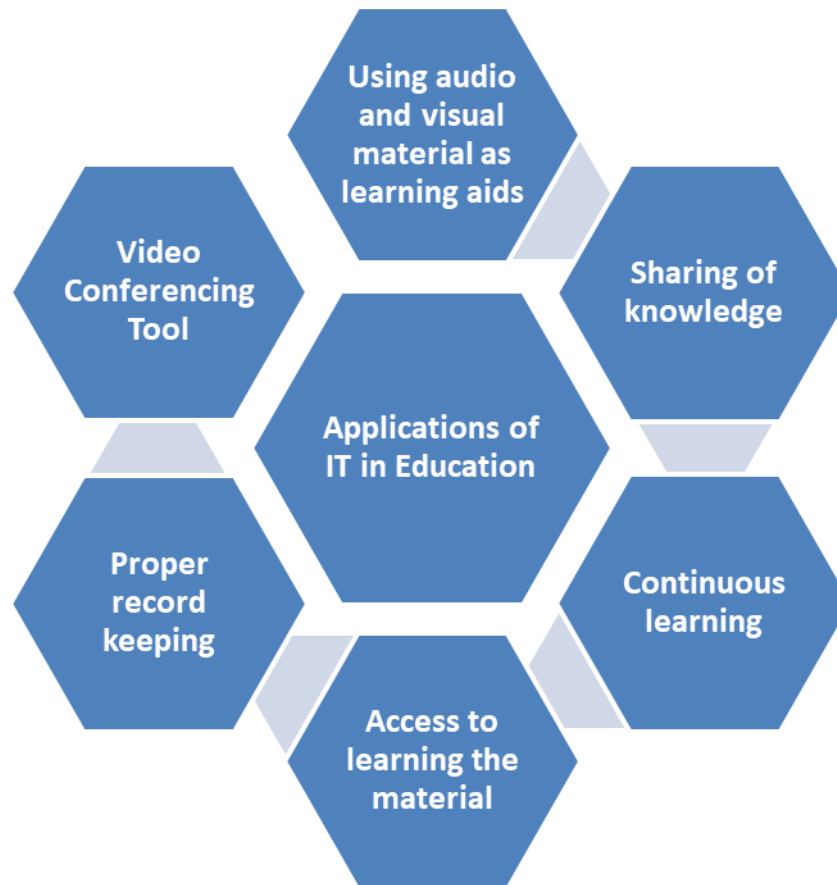 Using audio
and visual
material as
learning aids
Sharing of
knowledge
Continuous
learning
Access to
learning the
material
Proper
record
keeping
Video
Conferencing
Tool
Applications of
IT in Education